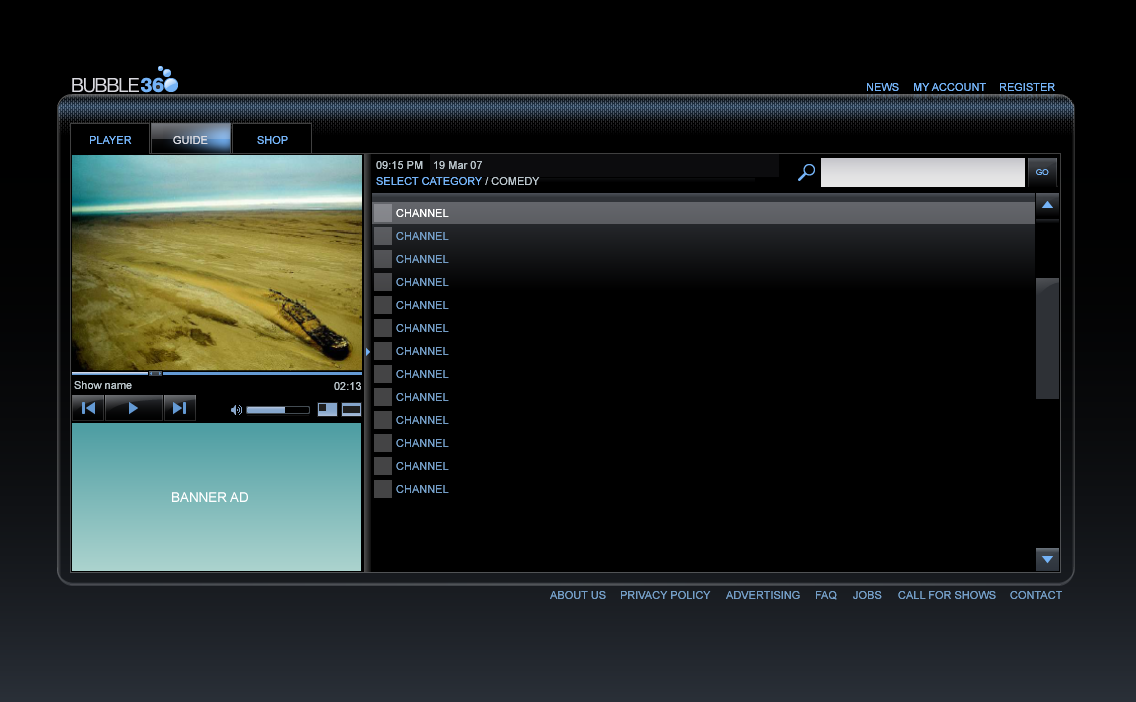 BUBBLE36
NEWS MY ACCOUNT REGISTER
PLAYER GUIDE SHOP
09:15 PM 19 Mar 07
SELECT CATEGORY / COMEDY
GO
CHANNEL
CHANNEL
CHANNEL
CHANNEL
CHANNEL
CHANNEL
CHANNEL
CHANNEL
CHANNEL
CHANNEL
CHANNEL
CHANNEL
CHANNEL
Show name 02:13
BANNER AD
ABOUT US PRIVACY POLICY ADVERTISING FAQ JOBS CALL FOR SHOWS CONTACT